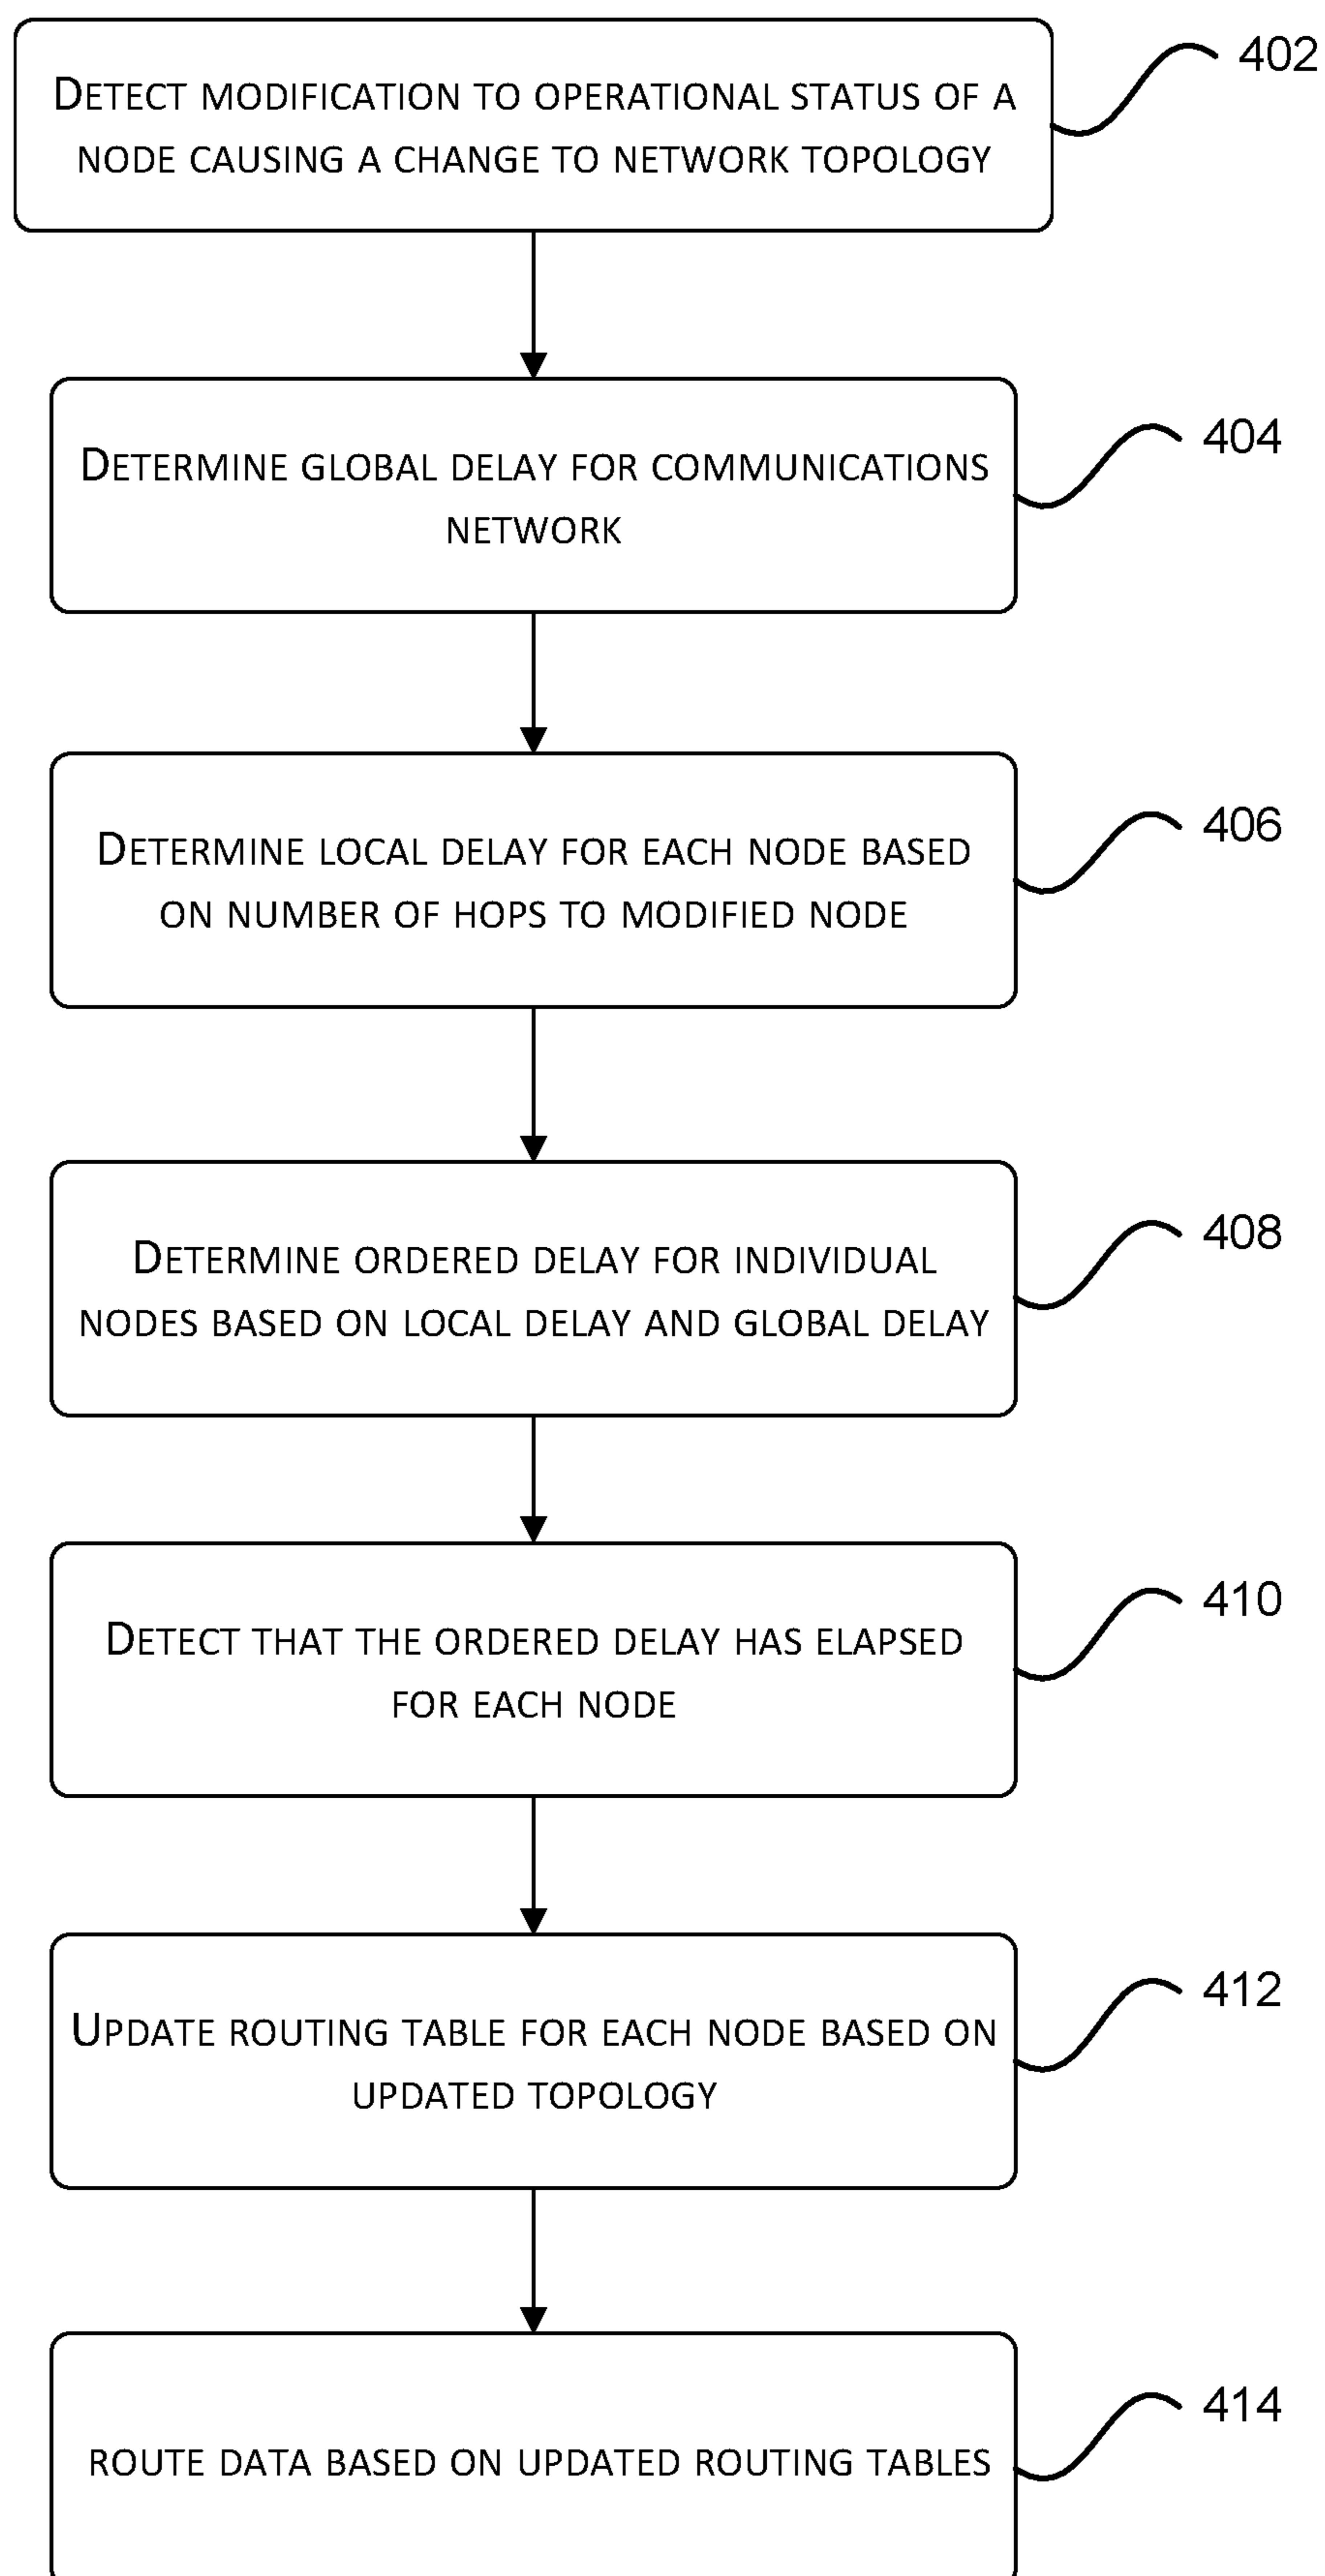 DETECT MODIFICATION TO OPERATIONAL STATUS OF A
NODE CAUSING A CHANGE TO NETWORK TOPOLOGY
402
DETERMINE GLOBAL DELAY FOR COMMUNICATIONS
NETWORK
404
DETERMINE LOCAL DELAY FOR EACH NODE BASED
ON NUMBER OF HOPS TO MODIFIED NODE
406
DETERMINE ORDERED DELAY FOR INDIVIDUAL
NODES BASED ON LOCAL DELAY AND GLOBAL DELAY
408
DETECT THAT THE ORDERED DELAY HAS ELAPSED
FOR EACH NODE
410
UPDATE ROUTING TABLE FOR EACH NODE BASED ON
UPDATED TOPOLOGY
412
ROUTE DATA BASED ON UPDATED ROUTING TABLES
414